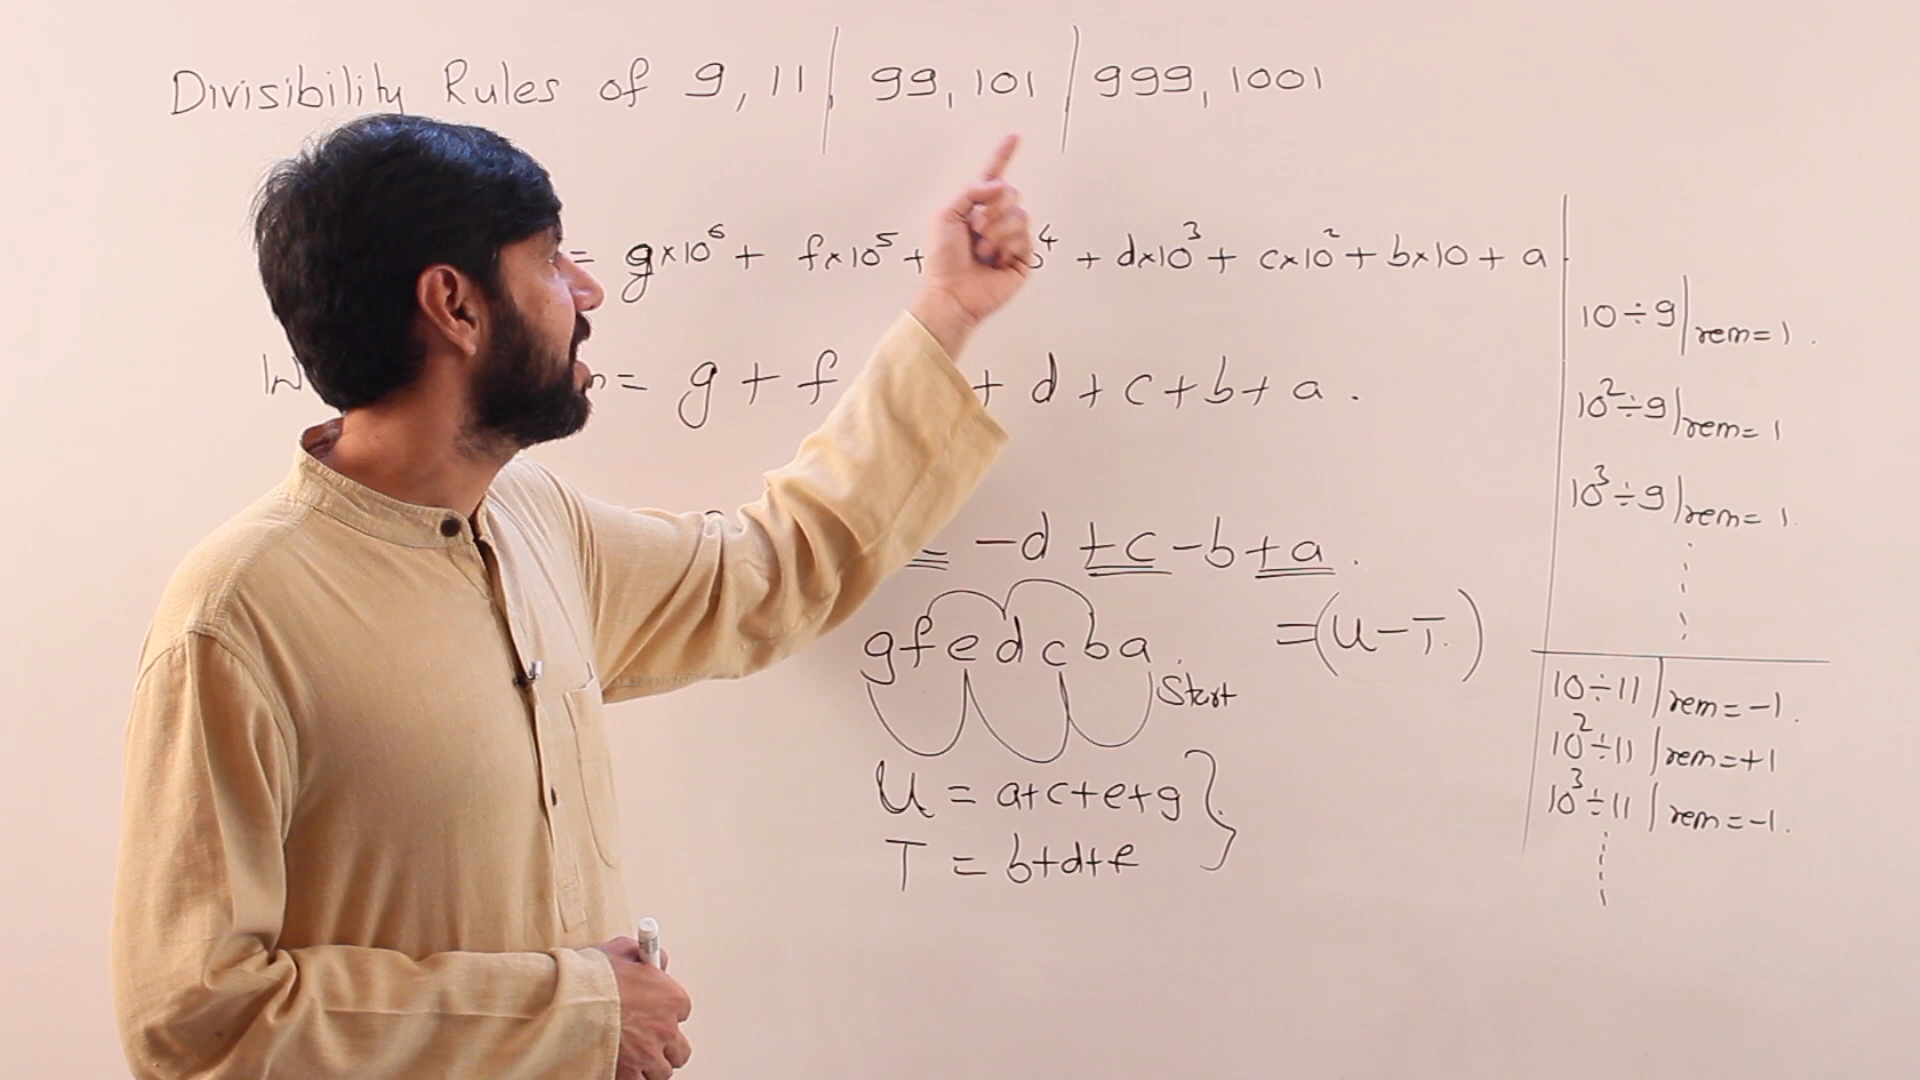 Divisibility Rules of 9, 11 | 99, 101 | 999, 1001
= g×10⁶ + f×10⁵ + ⁴ + d×10³ + c×10² + b×10 + a
= g + f + d + c + b + a .
= -d +c -b +a .
gfedcba .
Start
= (U-T.)
U = a+c+e+g }
T = b+d+f
10÷9 | rem=1 .
10²÷9 | rem=1
10³÷9 | rem=1.
10÷11 | rem=-1 .
10²÷11 | rem=+1
10³÷11 | rem=-1.